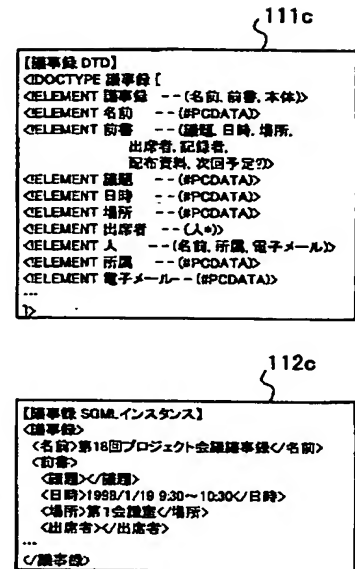 111c
【議事録 DTD】
<!DOCTYPE 議事録 [
<!ELEMENT 議事録 -- (名前, 前書, 本体)>
<!ELEMENT 名前 -- (#PCDATA)>
<!ELEMENT 前書 -- (議題, 日時, 場所,
出席者, 記録者,
配布資料, 次回予定?)>
<!ELEMENT 議題 -- (#PCDATA)>
<!ELEMENT 日時 -- (#PCDATA)>
<!ELEMENT 場所 -- (#PCDATA)>
<!ELEMENT 出席者 -- (人*)>
<!ELEMENT 人 -- (名前, 所属, 電子メール)>
<!ELEMENT 所属 -- (#PCDATA)>
<!ELEMENT 電子メール -- (#PCDATA)>
...
]>
112c
【議事録 SGMLインスタンス】
<議事録>
<名前>第18回プロジェクト会議議事録</名前>
<前書>
<議題></議題>
<日時>1998/1/19 9:30～10:30</日時>
<場所>第1会議室</場所>
<出席者></出席者>
...
</議事録>